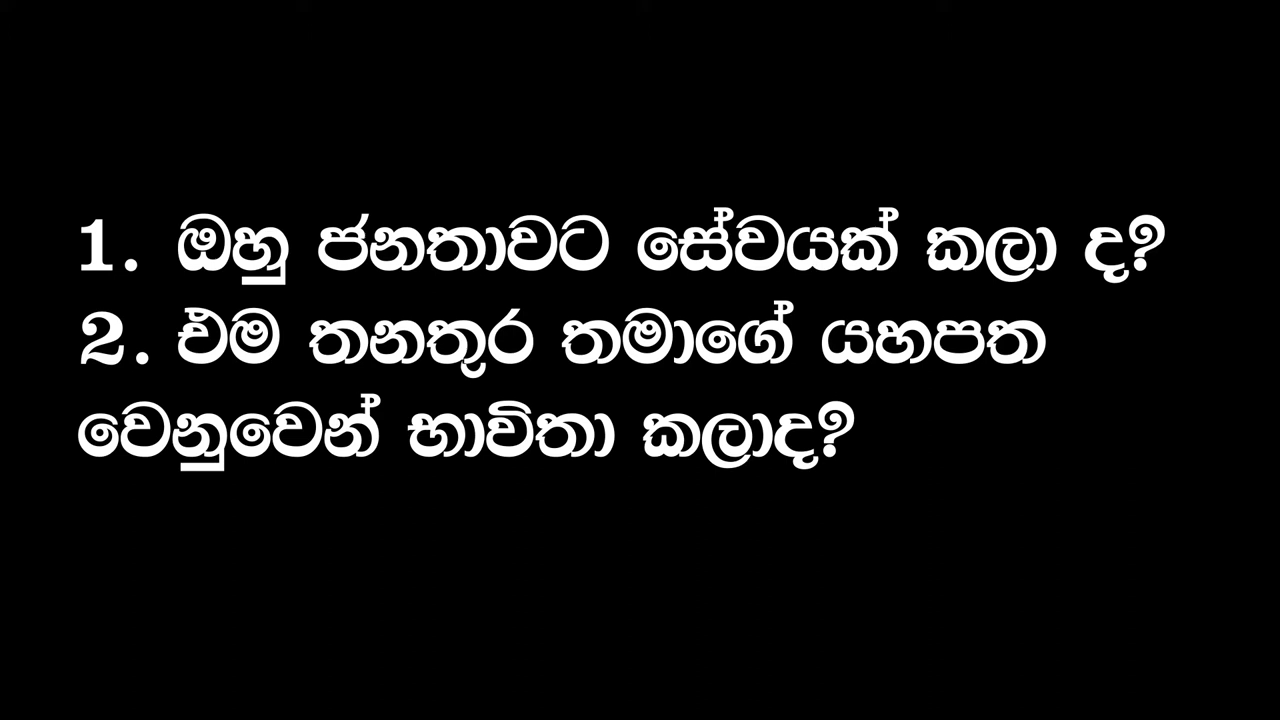 1. ඔහු ජනතාවට සේවයක් කලා ද?
2. එම තනතුර තමාගේ යහපත
වෙනුවෙන් භාවිතා කලාද?